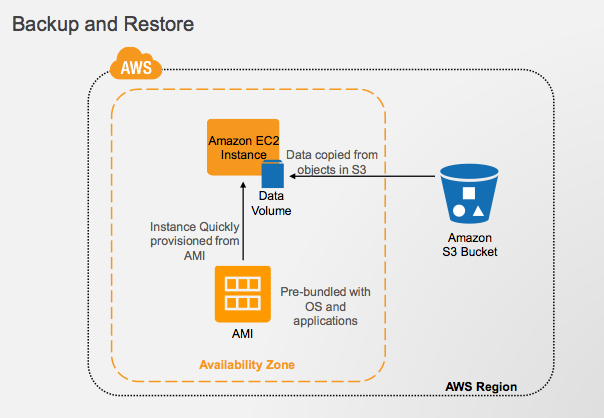 Backup and Restore
AWS
Amazon EC2
Instance
Data copied from
objects in S3
Data
Volume
Amazon
S3 Bucket
Instance Quickly
provisioned from
AMI
Pre-bundled with
OS and
applications
AMI
Availability Zone
AWS Region